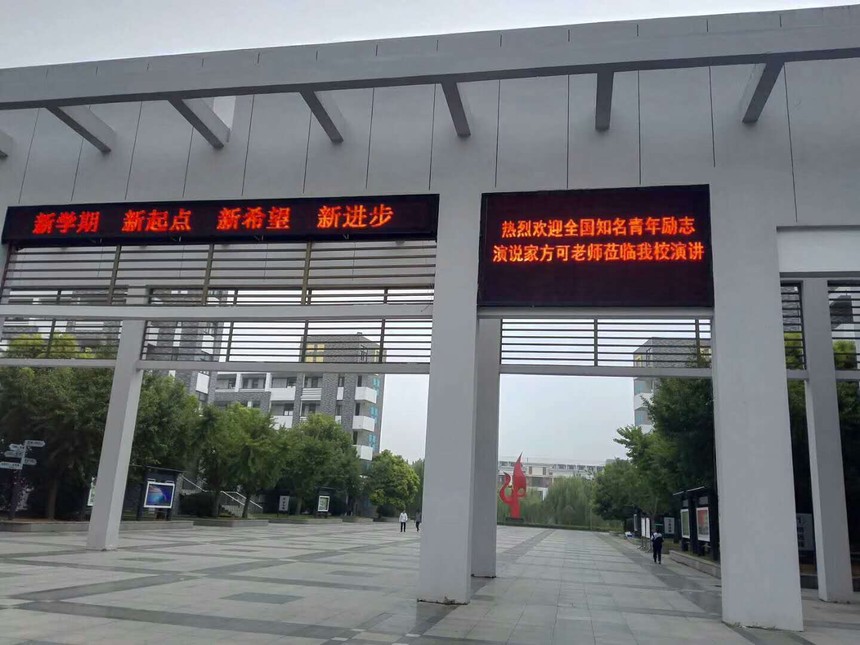 新学期 新起点 新希望 新进步
热烈欢迎全国知名青年励志
演说家方可老师莅临我校演讲